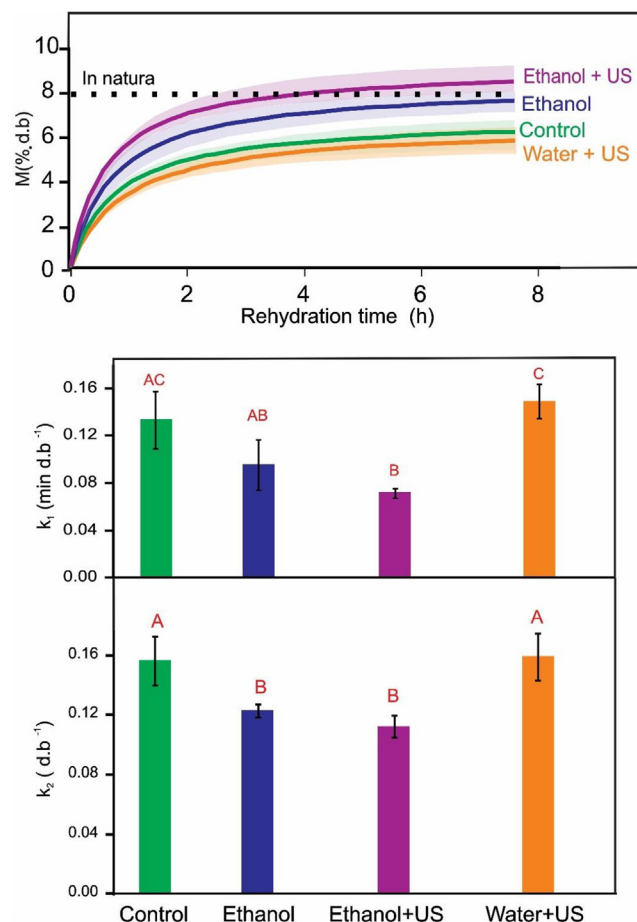 10
8
6
4
2
0
M(%. d.b)
In natura
Ethanol + US
Ethanol
Control
Water + US
0 2 4 6 8
Rehydration time (h)
0.16
0.12
0.08
0.04
0.00
k₁ (min d.b ⁻¹)
AC
AB
B
C
0.16
0.12
0.08
0.04
0.00
k₂ ( d.b⁻¹)
A
B
B
A
Control Ethanol Ethanol+US Water+US